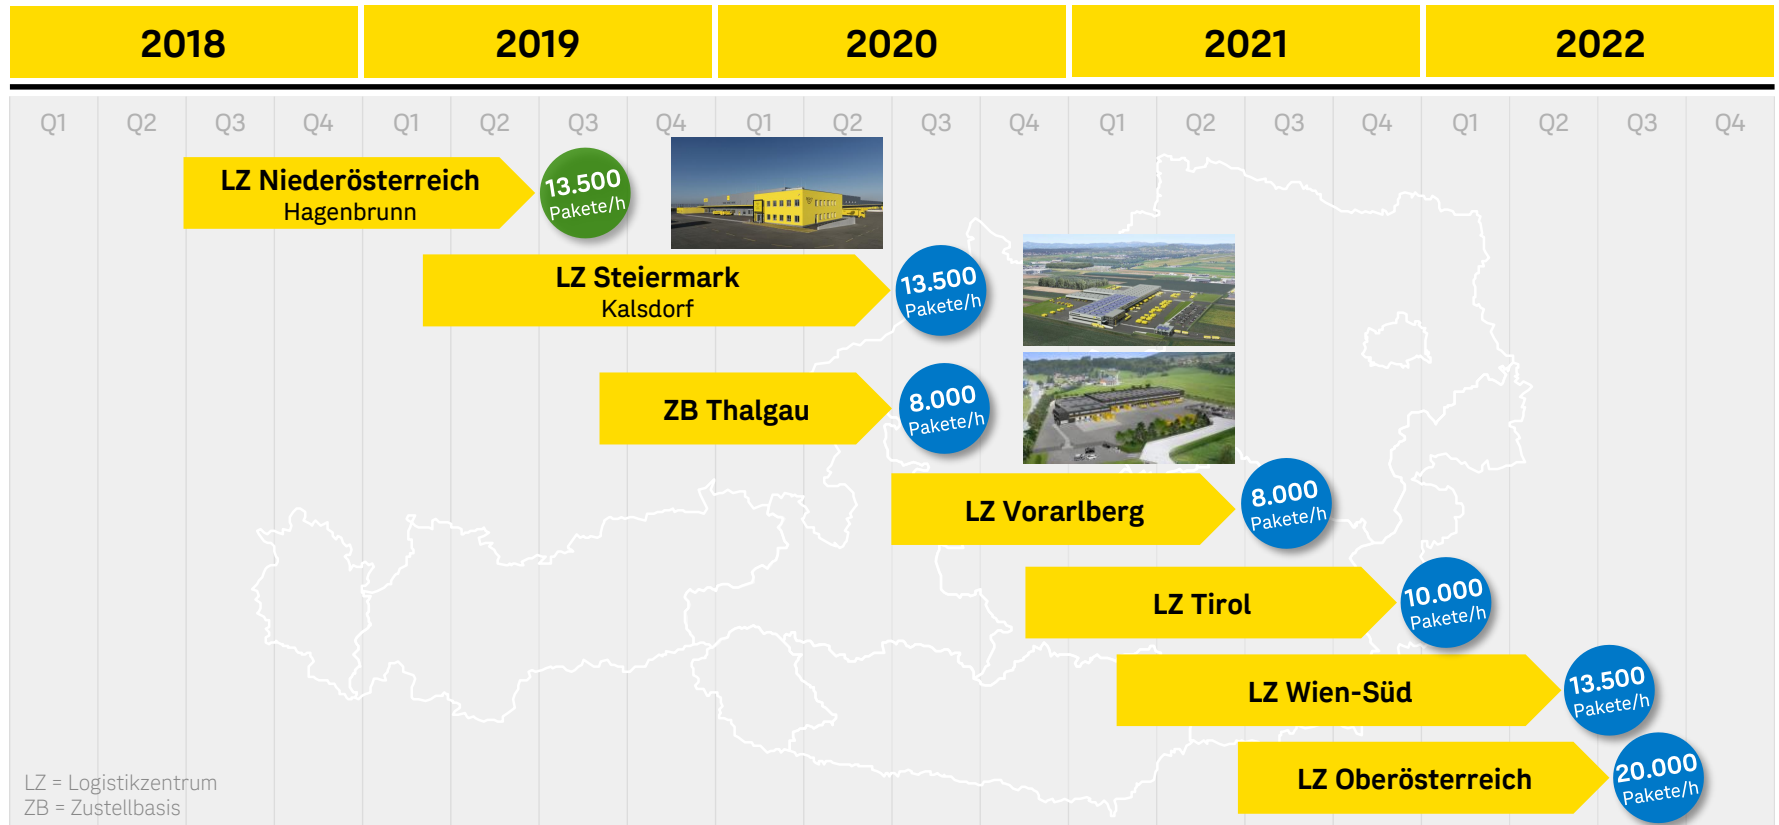 2018 2019 2020 2021 2022
Q1 Q2 Q3 Q4 Q1 Q2 Q3 Q4 Q1 Q2 Q3 Q4 Q1 Q2 Q3 Q4 Q1 Q2 Q3 Q4
LZ Niederösterreich
Hagenbrunn
13.500
Pakete/h
LZ Steiermark
Kalsdorf
13.500
Pakete/h
ZB Thalgau
8.000
Pakete/h
LZ Vorarlberg
8.000
Pakete/h
LZ Tirol
10.000
Pakete/h
LZ Wien-Süd
13.500
Pakete/h
LZ Oberösterreich
20.000
Pakete/h
LZ = Logistikzentrum
ZB = Zustellbasis